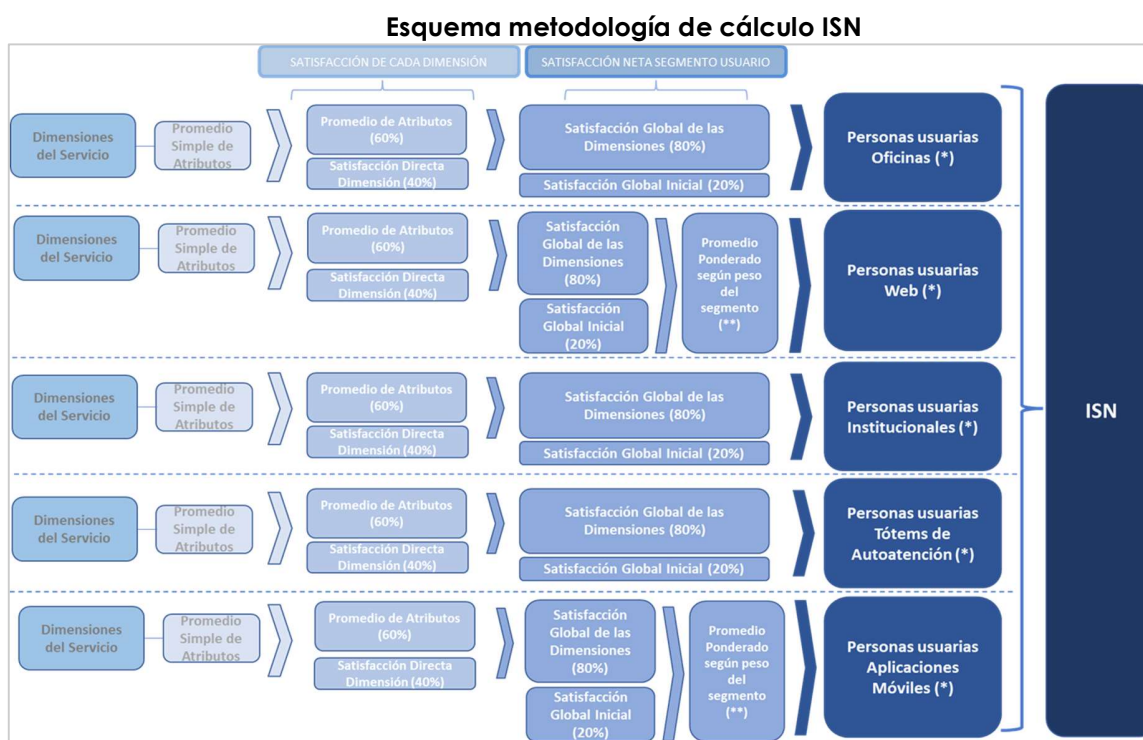 Esquema metodología de cálculo ISN
SATISFACCIÓN DE CADA DIMENSIÓN
SATISFACCIÓN NETA SEGMENTO USUARIO
Dimensiones
del Servicio
Promedio
Simple de
Atributos
Promedio de Atributos
(60%)
Satisfacción Directa
Dimensión (40%)
Satisfacción Global de las
Dimensiones (80%)
Satisfacción Global Inicial (20%)
Personas usuarias
Oficinas (*)
Dimensiones
del Servicio
Promedio
Simple de
Atributos
Promedio de Atributos
(60%)
Satisfacción Directa
Dimensión (40%)
Satisfacción
Global de las
Dimensiones
(80%)
Satisfacción
Global Inicial
(20%)
Promedio
Ponderado
según peso
del
segmento
(**)
Personas usuarias
Web (*)
Dimensiones
del Servicio
Promedio
Simple de
Atributos
Promedio de Atributos
(60%)
Satisfacción Directa
Dimensión (40%)
Satisfacción Global de las
Dimensiones (80%)
Satisfacción Global Inicial (20%)
Personas usuarias
Institucionales (*)
Dimensiones
del Servicio
Promedio
Simple de
Atributos
Promedio de Atributos
(60%)
Satisfacción Directa
Dimensión (40%)
Satisfacción Global de las
Dimensiones (80%)
Satisfacción Global Inicial (20%)
Personas usuarias
Tótems de
Autoatención (*)
Dimensiones
del Servicio
Promedio
Simple de
Atributos
Promedio de Atributos
(60%)
Satisfacción Directa
Dimensión (40%)
Satisfacción
Global de las
Dimensiones
(80%)
Satisfacción
Global Inicial
(20%)
Promedio
Ponderado
según peso
del
segmento
(**)
Personas usuarias
Aplicaciones
Móviles (*)
ISN